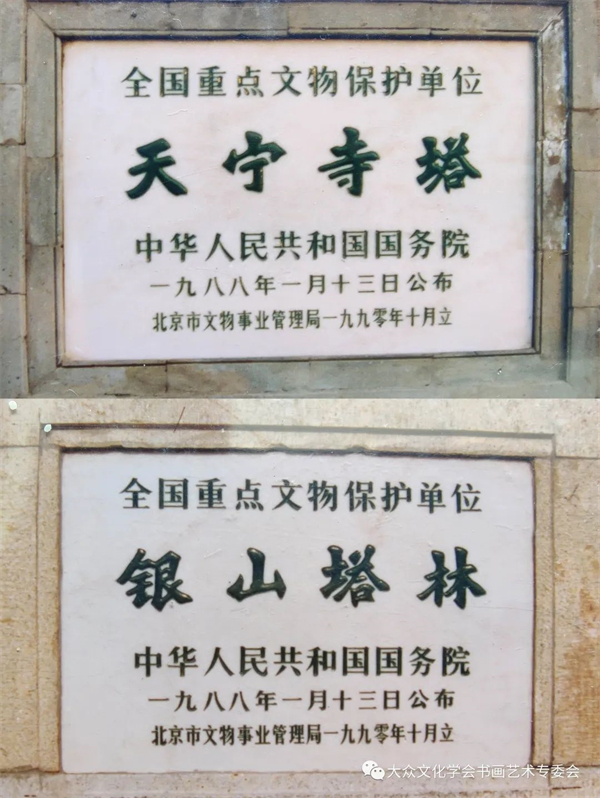 全国重点文物保护单位
天宁寺塔
中华人民共和国国务院
一九八八年一月十三日公布
北京市文物事业管理局一九九零年十月立
全国重点文物保护单位
银山塔林
中华人民共和国国务院
一九八八年一月十三日公布
北京市文物事业管理局一九九零年十月立
大众文化学会书画艺术专委会